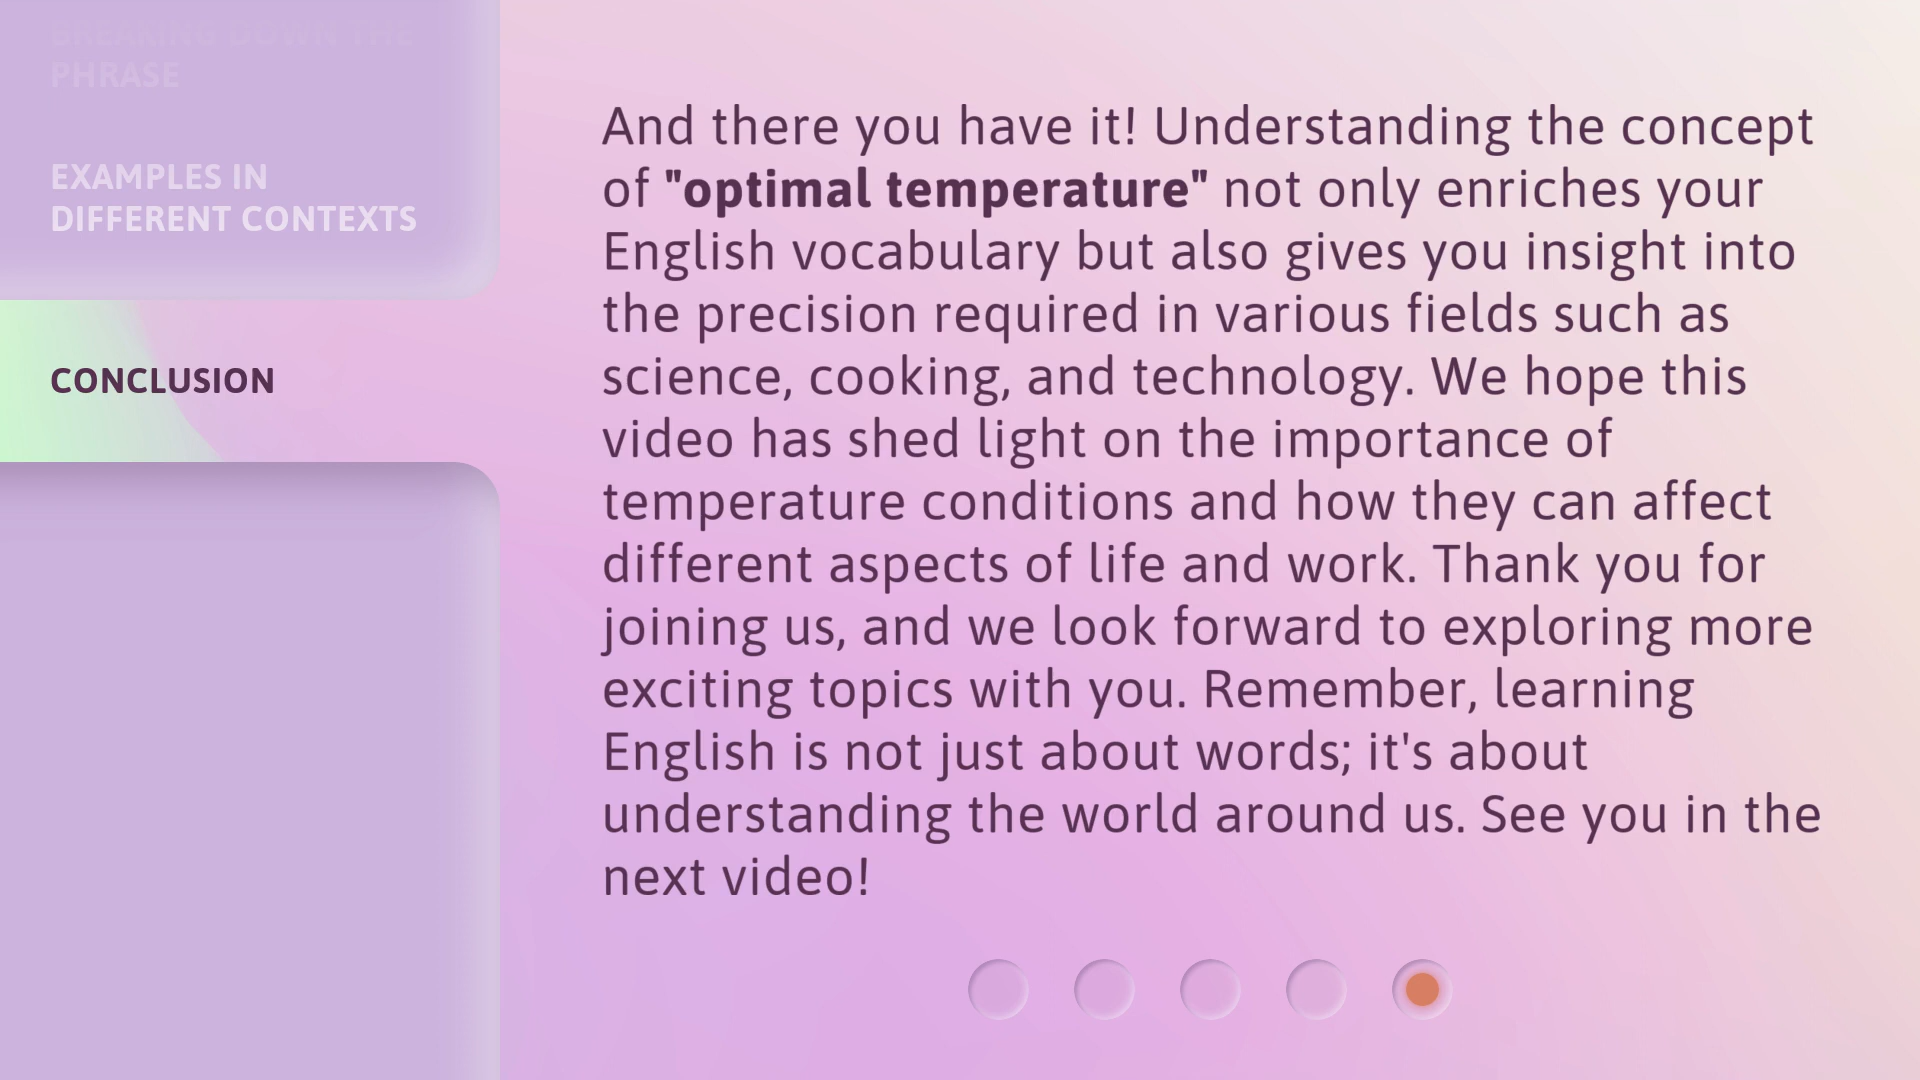 BREAKING DOWN THE
PHRASE
EXAMPLES IN
DIFFERENT CONTEXTS
CONCLUSION
And there you have it! Understanding the concept
of "optimal temperature" not only enriches your
English vocabulary but also gives you insight into
the precision required in various fields such as
science, cooking, and technology. We hope this
video has shed light on the importance of
temperature conditions and how they can affect
different aspects of life and work. Thank you for
joining us, and we look forward to exploring more
exciting topics with you. Remember, learning
English is not just about words; it's about
understanding the world around us. See you in the
next video!